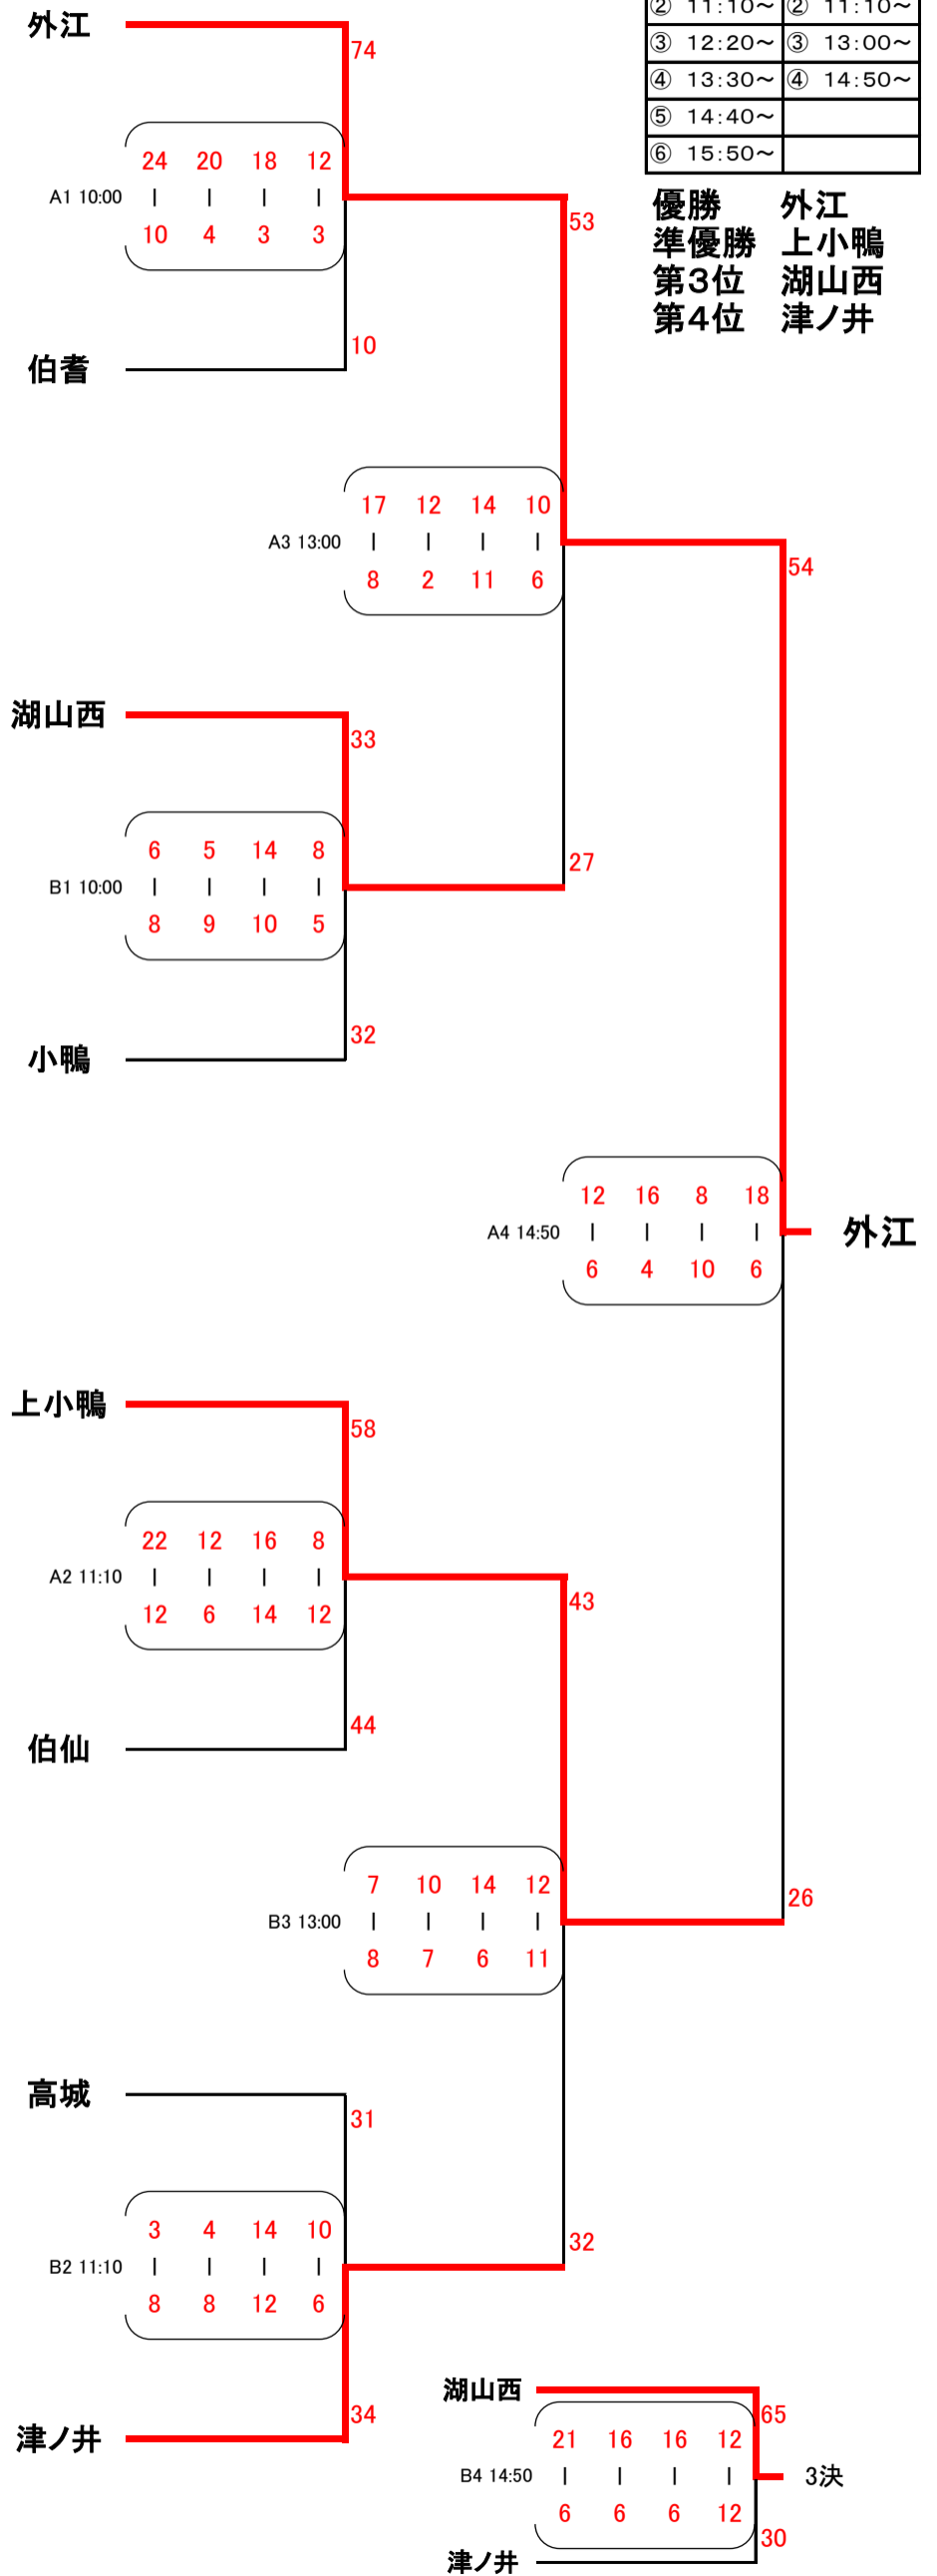 ② 11:10～ ② 11:10～
外江
74
③ 12:20～ ③ 13:00～
④ 13:30～ ④ 14:50～
⑤ 14:40～
⑥ 15:50～
24 20 18 12
A1 10:00 | | | |
10 4 3 3
優勝 外江
53
準優勝 上小鴨
第3位 湖山西
第4位 津ノ井
10
伯耆
17 12 14 10
A3 13:00 | | | |
8 2 11 6
54
湖山西
33
6 5 14 8
B1 10:00 | | | |
8 9 10 5
27
32
小鴨
12 16 8 18
A4 14:50 | | | |
6 4 10 6
外江
上小鴨
58
22 12 16 8
A2 11:10 | | | |
12 6 14 12
43
44
伯仙
7 10 14 12
B3 13:00 | | | |
8 7 6 11
26
高城
31
3 4 14 10
B2 11:10 | | | |
8 8 12 6
32
34
津ノ井
湖山西
65
21 16 16 12
B4 14:50 | | | |
6 6 6 12
3決
30
津ノ井